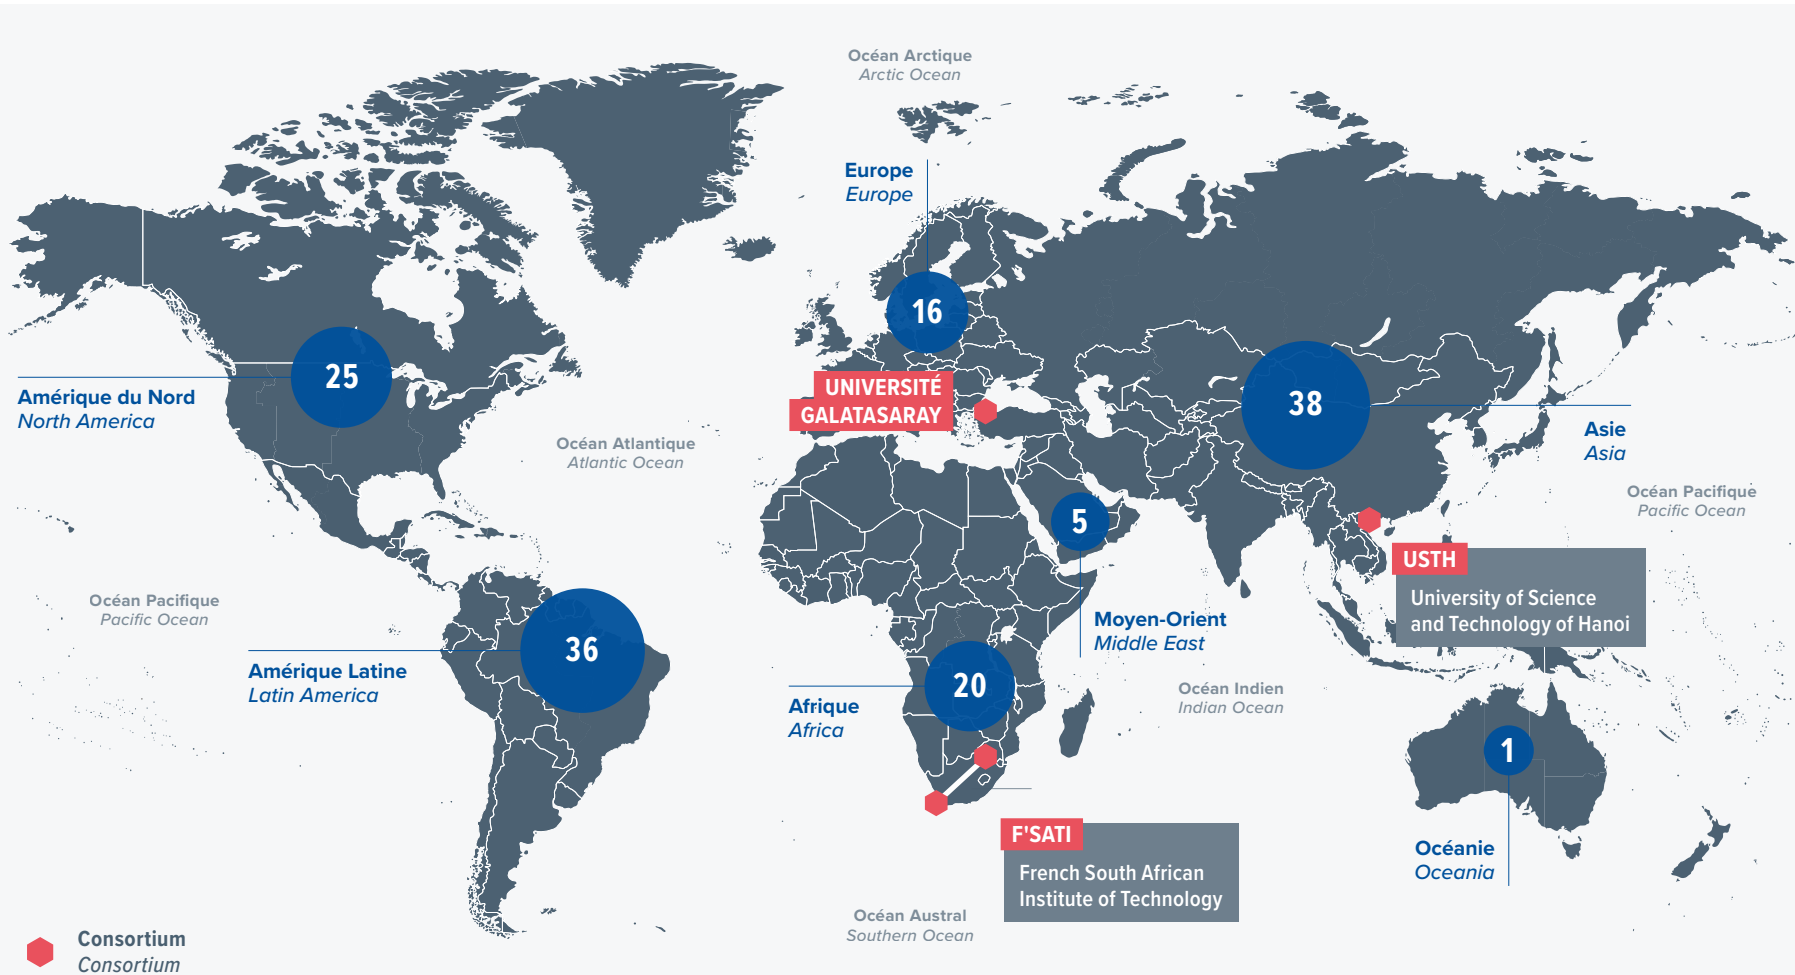 Océan Arctique
Arctic Ocean
Europe
Europe
16
25
Amérique du Nord
North America
UNIVERSITÉ
GALATASARAY
38
Asie
Asia
Océan Atlantique
Atlantic Ocean
Océan Pacifique
Pacific Ocean
5
USTH
University of Science
and Technology of Hanoi
Océan Pacifique
Pacific Ocean
Moyen-Orient
Middle East
36
Amérique Latine
Latin America
20
Afrique
Africa
Océan Indien
Indian Ocean
1
F'SATI
French South African
Institute of Technology
Océanie
Oceania
Océan Austral
Southern Ocean
Consortium
Consortium